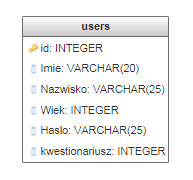 users
id: INTEGER
Imie: VARCHAR(20)
Nazwisko: VARCHAR(25)
Wiek: INTEGER
Haslo: VARCHAR(25)
kwestionariusz: INTEGER